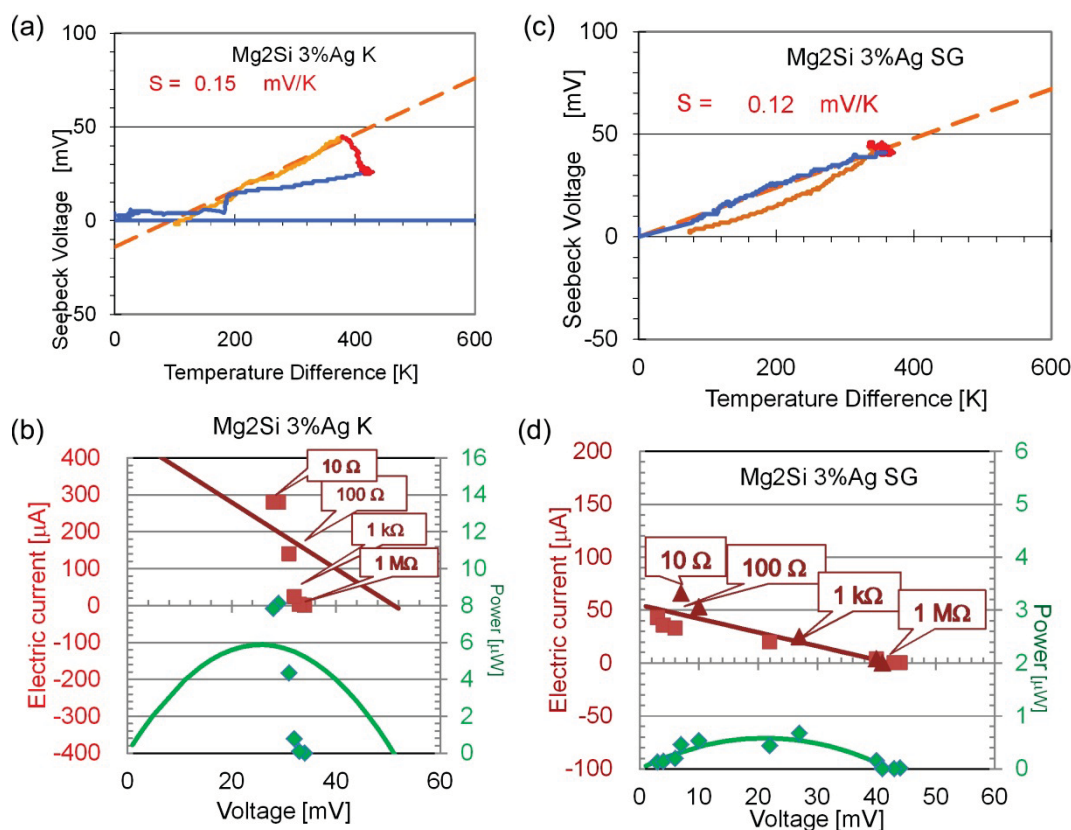 (a)
Mg2Si 3%Ag K
S = 0.15 mV/K
100
50
0
-50
Seebeck Voltage [mV]
0 200 400 600
Temperature Difference [K]
(c)
Mg2Si 3%Ag SG
S = 0.12 mV/K
100
50
0
-50
Seebeck Voltage [mV]
0 200 400 600
Temperature Difference [K]
(b)
Mg2Si 3%Ag K
400
300
200
100
0
-100
-200
-300
-400
Electric current [µA]
10 Ω
100 Ω
1 kΩ
1 MΩ
16
14
12
10
8
6
4
2
0
Power [µW]
0 20 40 60
Voltage [mV]
(d)
Mg2Si 3%Ag SG
200
150
100
50
0
-50
-100
Electric current [µA]
10 Ω
100 Ω
1 kΩ
1 MΩ
6
5
4
3
2
1
0
Power [µW]
0 10 20 30 40 50 60
Voltage [mV]